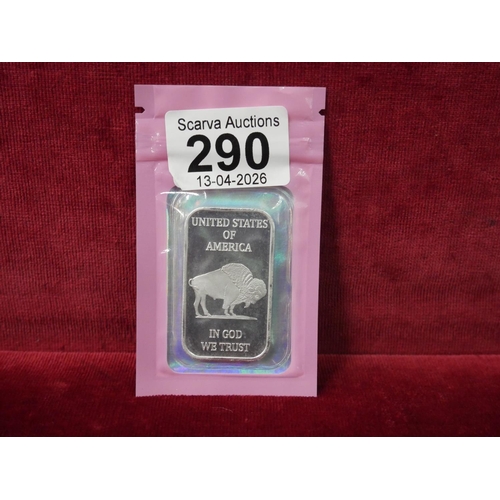 Scarva Auctions
290
13-04-2026
UNITED STATES
OF
AMERICA
IN GOD
WE TRUST